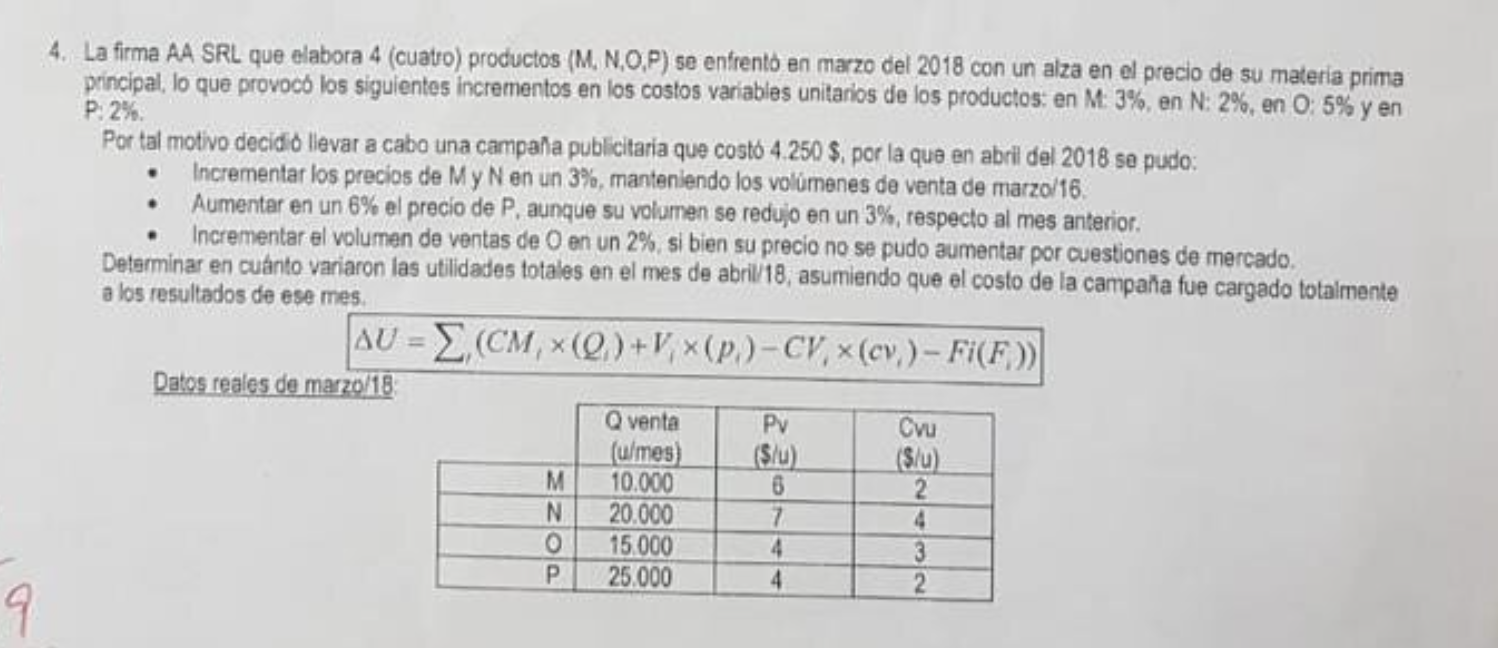 4. La firma AA SRL que elabora 4 (cuatro) productos (M, N,O,P) se enfrentó en marzo del 2018 con un alza en el precio de su materia prima
principal, lo que provocó los siguientes incrementos en los costos variables unitarios de los productos: en M: 3%, en N: 2%, en O: 5% y en
P: 2%.
Por tal motivo decidió llevar a cabo una campaña publicitaria que costó 4.250 $, por la que en abril del 2018 se pudo:
• Incrementar los precios de M y N en un 3%, manteniendo los volúmenes de venta de marzo/16.
• Aumentar en un 6% el precio de P, aunque su volumen se redujo en un 3%, respecto al mes anterior.
• Incrementar el volumen de ventas de O en un 2%, si bien su precio no se pudo aumentar por cuestiones de mercado.
Determinar en cuánto variaron las utilidades totales en el mes de abril/18, asumiendo que el costo de la campaña fue cargado totalmente
a los resultados de ese mes.
ΔU = ∑i (CMi × (Qi) + Vi × (pi) − CVi × (cvi) − Fi(Fi))
Datos reales de marzo/18:
Q venta Pv Cvu
(u/mes) ($/u) ($/u)
M 10.000 6 2
N 20.000 7 4
O 15.000 4 3
P 25.000 4 2
9